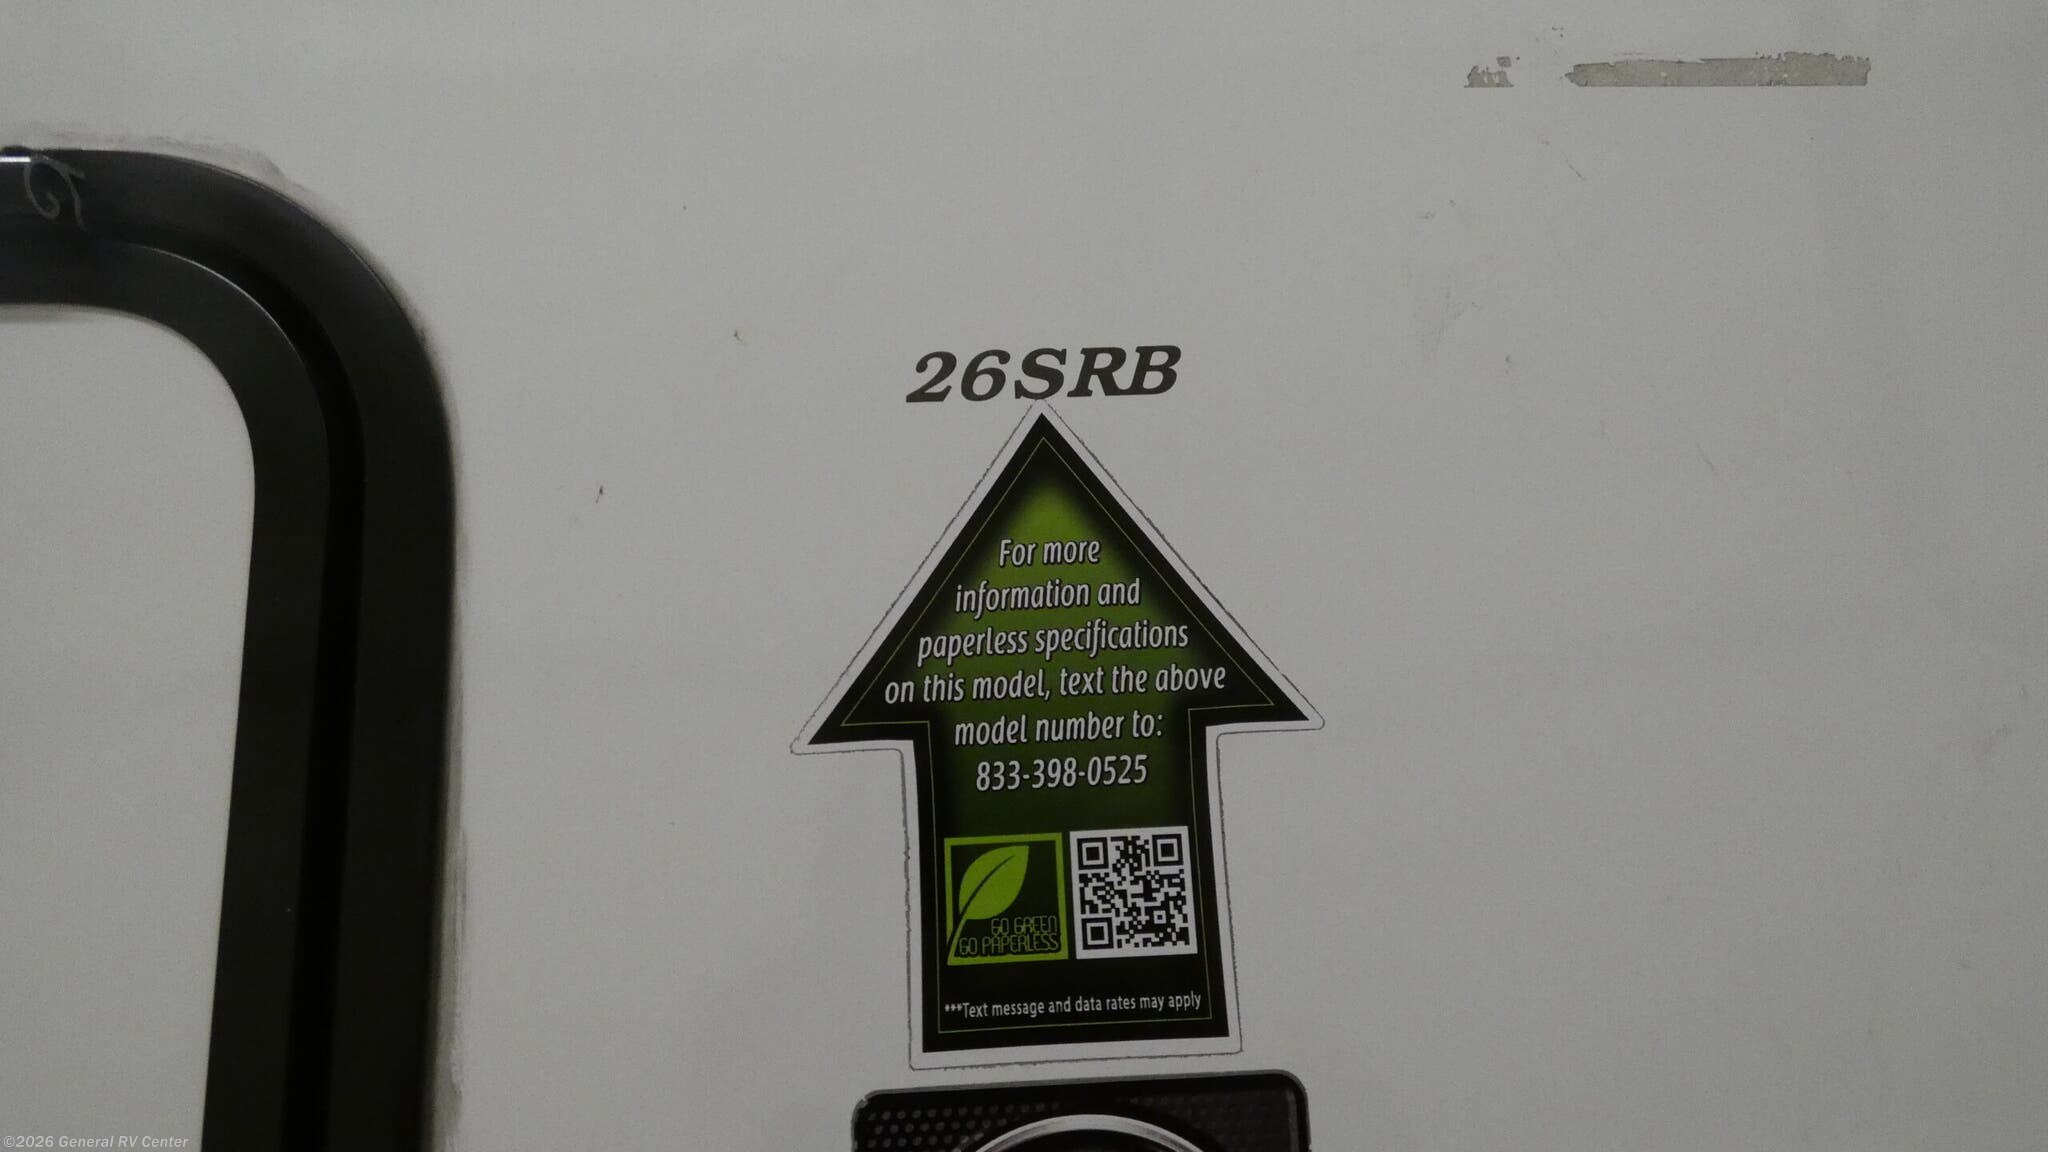 26SRB
For more
information and
paperless specifications
on this model, text the above
model number to:
833-398-0525
GO GREEN
GO PAPERLESS
***Text message and data rates may apply
©2026 General RV Center